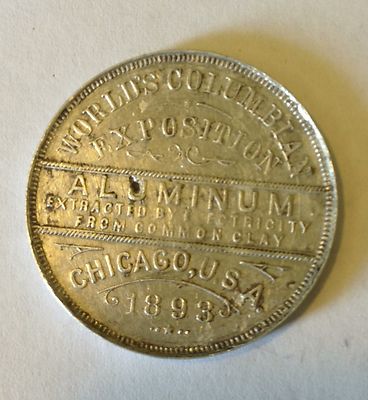 WORLD'S COLUMBIAN
EXPOSITION
ALUMINUM
EXTRACTED BY ELECTRICITY
FROM COMMON CLAY
CHICAGO, U.S.A.
1893